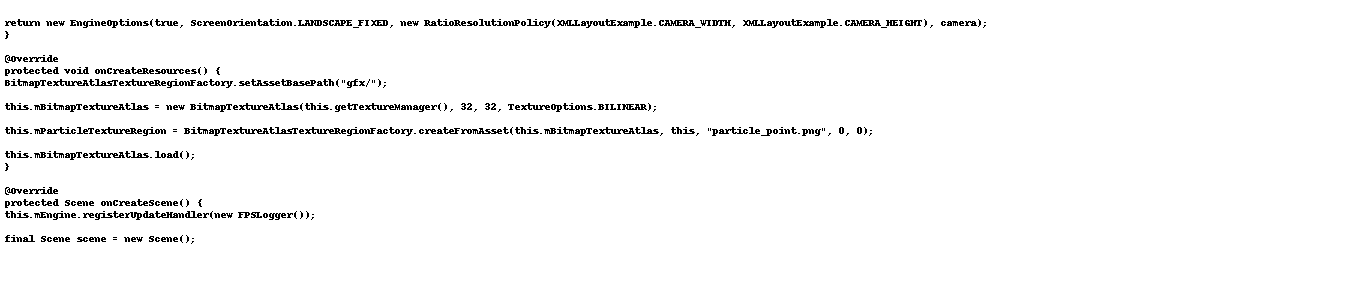 return new EngineOptions(true, ScreenOrientation.LANDSCAPE_FIXED, new RatioResolutionPolicy(XMLLayoutExample.CAMERA_WIDTH, XMLLayoutExample.CAMERA_HEIGHT), camera);
}
@Override
protected void onCreateResources() {
BitmapTextureAtlasTextureRegionFactory.setAssetBasePath("gfx/");
this.mBitmapTextureAtlas = new BitmapTextureAtlas(this.getTextureManager(), 32, 32, TextureOptions.BILINEAR);
this.mParticleTextureRegion = BitmapTextureAtlasTextureRegionFactory.createFromAsset(this.mBitmapTextureAtlas, this, "particle_point.png", 0, 0);
this.mBitmapTextureAtlas.load();
}
@Override
protected Scene onCreateScene() {
this.mEngine.registerUpdateHandler(new FPSLogger());
final Scene scene = new Scene();